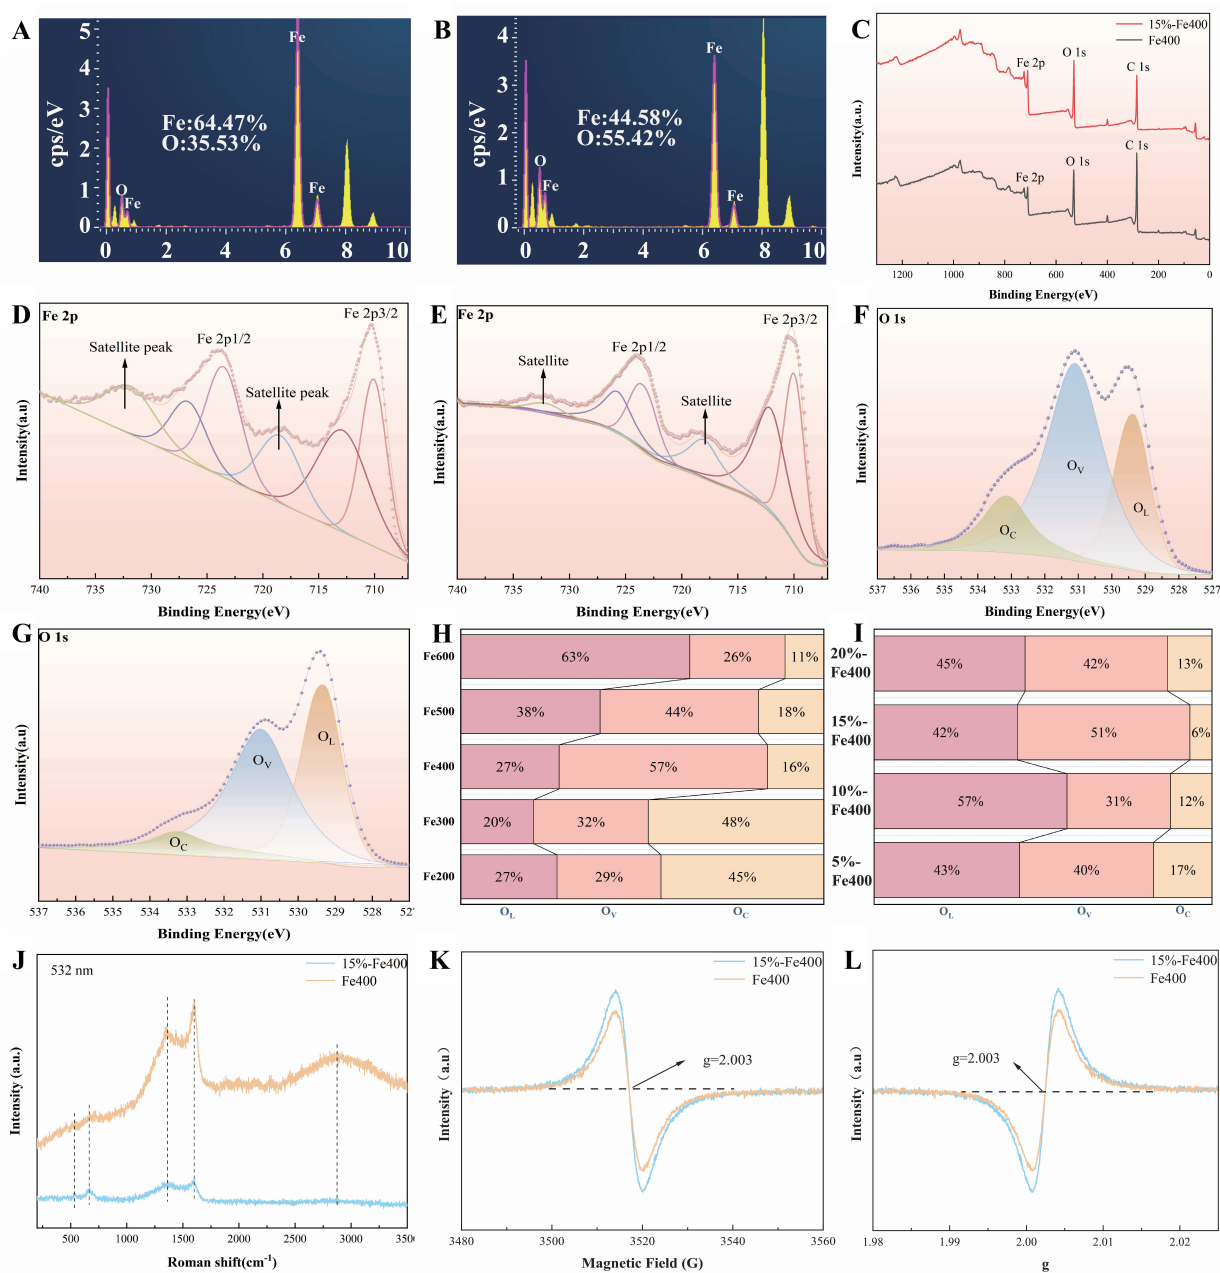 A
cps/eV
5
4
3
2
1
0
Fe
Fe:64.47%
O:35.53%
O
Fe
Fe
0 2 4 6 8 10
B
cps/eV
4
3
2
1
0
Fe
Fe:44.58%
O:55.42%
O
Fe
Fe
0 2 4 6 8 10
C
15%-Fe400
Fe400
Fe 2p
O 1s
C 1s
Fe 2p
O 1s
C 1s
Intensity(a.u.)
1200 1000 800 600 400 200 0
Binding Energy(eV)
D
Fe 2p
Fe 2p3/2
Fe 2p1/2
Satellite peak
Satellite peak
Intensity(a.u)
740 735 730 725 720 715 710
Binding Energy(eV)
E
Fe 2p
Fe 2p3/2
Fe 2p1/2
Satellite
Satellite
Intensity(a.u.)
740 735 730 725 720 715 710
Binding Energy(eV)
F
O 1s
OV
OL
OC
Intensity(a.u)
537 536 535 534 533 532 531 530 529 528 527
Binding Energy(eV)
G
O 1s
OL
OV
OC
Intensity(a.u)
537 536 535 534 533 532 531 530 529 528 527
Binding Energy(eV)
H
Fe600 63% 26% 11%
Fe500 38% 44% 18%
Fe400 27% 57% 16%
Fe300 20% 32% 48%
Fe200 27% 29% 45%
OL OV OC
I
20%-Fe400 45% 42% 13%
15%-Fe400 42% 51% 6%
10%-Fe400 57% 31% 12%
5%-Fe400 43% 40% 17%
OL OV OC
J
532 nm
15%-Fe400
Fe400
Intensity (a.u.)
500 1000 1500 2000 2500 3000 3500
Roman shift(cm-1)
K
15%-Fe400
Fe400
g=2.003
Intensity (a.u)
3480 3500 3520 3540 3560
Magnetic Field (G)
L
15%-Fe400
Fe400
g=2.003
Intensity (a.u)
1.98 1.99 2.00 2.01 2.02
g